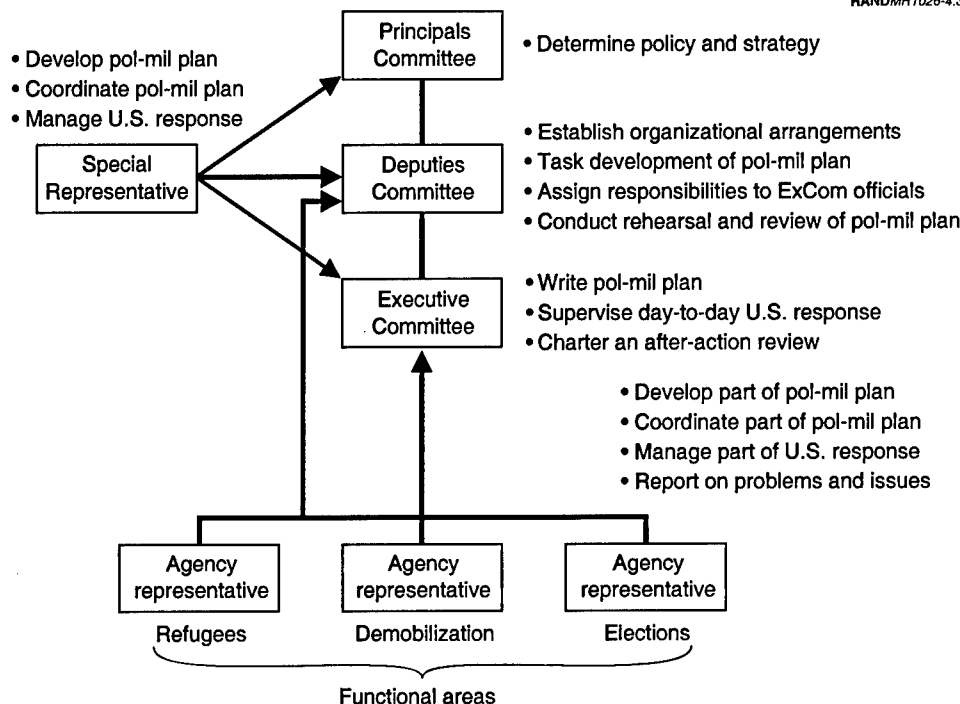 RANDMR1026-4.3
Principals
Committee
• Determine policy and strategy
• Develop pol-mil plan
• Coordinate pol-mil plan
• Manage U.S. response
Special
Representative
Deputies
Committee
• Establish organizational arrangements
• Task development of pol-mil plan
• Assign responsibilities to ExCom officials
• Conduct rehearsal and review of pol-mil plan
Executive
Committee
• Write pol-mil plan
• Supervise day-to-day U.S. response
• Charter an after-action review
• Develop part of pol-mil plan
• Coordinate part of pol-mil plan
• Manage part of U.S. response
• Report on problems and issues
Agency
representative
Agency
representative
Agency
representative
Refugees
Demobilization
Elections
Functional areas